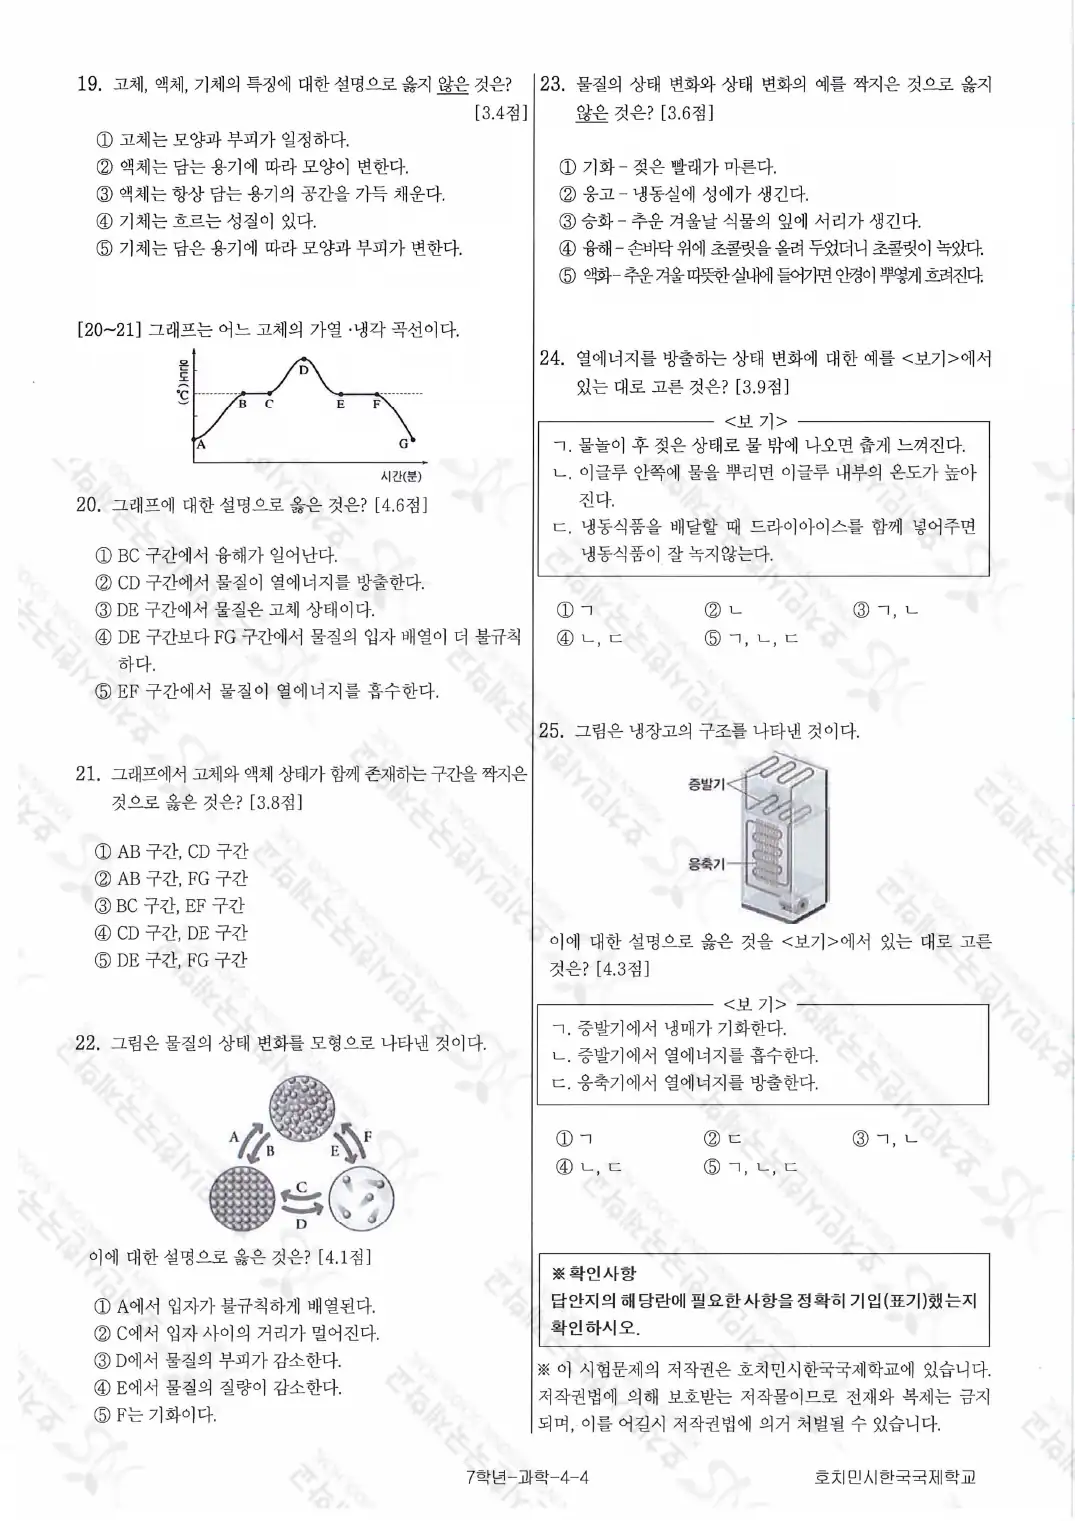 19. 고체, 액체, 기체의 특징에 대한 설명으로 옳지 않은 것은?
[3.4점]
① 고체는 모양과 부피가 일정하다.
② 액체는 담는 용기에 따라 모양이 변한다.
③ 액체는 항상 담는 용기의 공간을 가득 채운다.
④ 기체는 흐르는 성질이 있다.
⑤ 기체는 담은 용기에 따라 모양과 부피가 변한다.
[20~21] 그래프는 어느 고체의 가열·냉각 곡선이다.
온도(℃)
A
B
C
D
E
F
G
시간(분)
20. 그래프에 대한 설명으로 옳은 것은? [4.6점]
① BC 구간에서 융해가 일어난다.
② CD 구간에서 물질이 열에너지를 방출한다.
③ DE 구간에서 물질은 고체 상태이다.
④ DE 구간보다 FG 구간에서 물질의 입자 배열이 더 불규칙
하다.
⑤ EF 구간에서 물질이 열에너지를 흡수한다.
21. 그래프에서 고체와 액체 상태가 함께 존재하는 구간을 짝지은
것으로 옳은 것은? [3.8점]
① AB 구간, CD 구간
② AB 구간, FG 구간
③ BC 구간, EF 구간
④ CD 구간, DE 구간
⑤ DE 구간, FG 구간
22. 그림은 물질의 상태 변화를 모형으로 나타낸 것이다.
A
B
E
F
C
D
이에 대한 설명으로 옳은 것은? [4.1점]
① A에서 입자가 불규칙하게 배열된다.
② C에서 입자 사이의 거리가 멀어진다.
③ D에서 물질의 부피가 감소한다.
④ E에서 물질의 질량이 감소한다.
⑤ F는 기화이다.
23. 물질의 상태 변화와 상태 변화의 예를 짝지은 것으로 옳지
않은 것은? [3.6점]
① 기화 – 젖은 빨래가 마른다.
② 응고 – 냉동실에 성에가 생긴다.
③ 승화 – 추운 겨울날 식물의 잎에 서리가 생긴다.
④ 융해 – 손바닥 위에 초콜릿을 올려 두었더니 초콜릿이 녹았다.
⑤ 액화 – 추운 겨울 따뜻한 실내에 들어가면 안경이 뿌옇게 흐려진다.
24. 열에너지를 방출하는 상태 변화에 대한 예를 <보기>에서
있는 대로 고른 것은? [3.9점]
<보 기>
ㄱ. 물놀이 후 젖은 상태로 물 밖에 나오면 춥게 느껴진다.
ㄴ. 이글루 안쪽에 물을 뿌리면 이글루 내부의 온도가 높아
진다.
ㄷ. 냉동식품을 배달할 때 드라이아이스를 함께 넣어주면
냉동식품이 잘 녹지않는다.
① ㄱ ② ㄴ ③ ㄱ, ㄴ
④ ㄴ, ㄷ ⑤ ㄱ, ㄴ, ㄷ
25. 그림은 냉장고의 구조를 나타낸 것이다.
증발기
응축기
이에 대한 설명으로 옳은 것을 <보기>에서 있는 대로 고른
것은? [4.3점]
<보 기>
ㄱ. 증발기에서 냉매가 기화한다.
ㄴ. 증발기에서 열에너지를 흡수한다.
ㄷ. 응축기에서 열에너지를 방출한다.
① ㄱ ② ㄷ ③ ㄱ, ㄴ
④ ㄴ, ㄷ ⑤ ㄱ, ㄴ, ㄷ
※ 확인사항
답안지의 해당란에 필요한 사항을 정확히 기입(표기)했는지
확인하시오.
※ 이 시험문제의 저작권은 호치민시한국국제학교에 있습니다.
저작권법에 의해 보호받는 저작물이므로 전재와 복제는 금지
되며, 이를 어길시 저작권법에 의거 처벌될 수 있습니다.
7학년-과학-4-4
호치민시한국국제학교